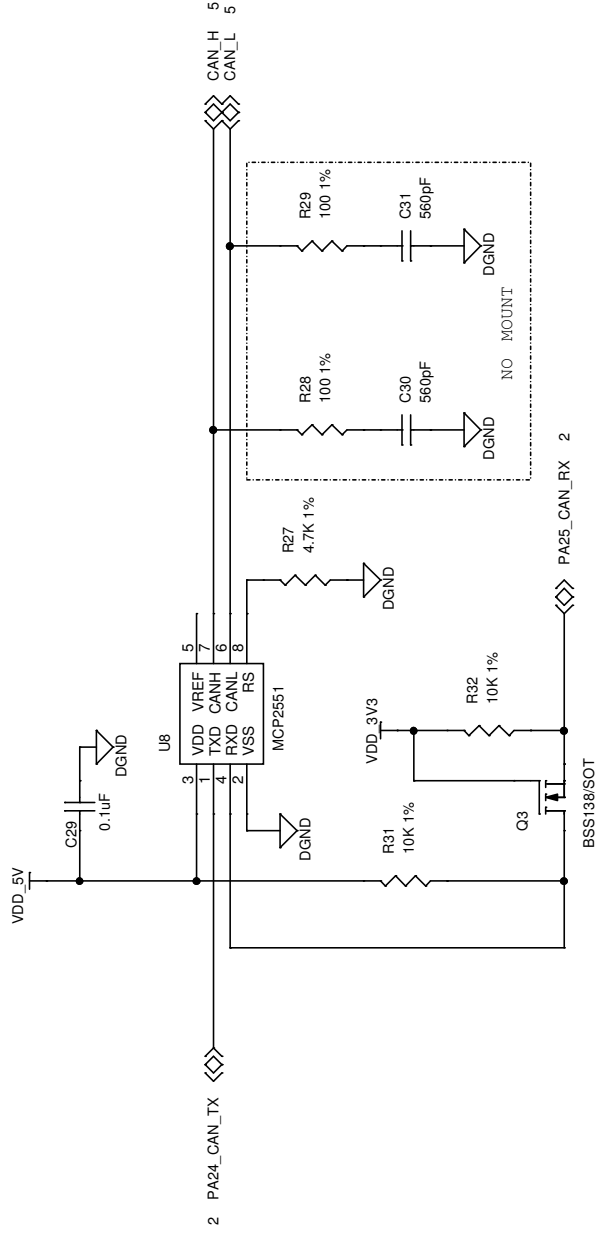 VDD_5V
C29
0.1uF
DGND
2 PA24_CAN_TX
U8
3 VDD VREF 5
1 TXD CANH 7
4 RXD CANL 6
2 VSS RS 8
MCP2551
DGND
R27
4.7K 1%
DGND
CAN_H 5
CAN_L 5
R28
100 1%
C30
560pF
DGND
R29
100 1%
C31
560pF
DGND
NO MOUNT
R31
10K 1%
VDD_3V3
R32
10K 1%
Q3
BSS138/SOT
PA25_CAN_RX 2